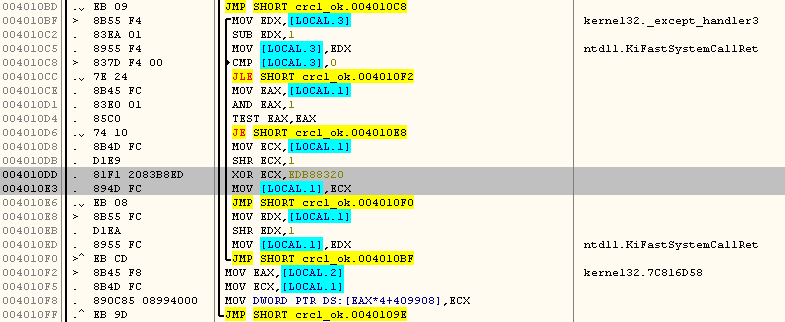 004010BD .⌄ EB 09 JMP SHORT crcl_ok.004010C8
004010BF > 8B55 F4 MOV EDX,[LOCAL.3] kernel32._except_handler3
004010C2 . 83EA 01 SUB EDX,1
004010C5 . 8955 F4 MOV [LOCAL.3],EDX ntdll.KiFastSystemCallRet
004010C8 > 837D F4 00 CMP [LOCAL.3],0
004010CC .⌄ 7E 24 JLE SHORT crcl_ok.004010F2
004010CE . 8B45 FC MOV EAX,[LOCAL.1]
004010D1 . 83E0 01 AND EAX,1
004010D4 . 85C0 TEST EAX,EAX
004010D6 .⌄ 74 10 JE SHORT crcl_ok.004010E8
004010D8 . 8B4D FC MOV ECX,[LOCAL.1]
004010DB . D1E9 SHR ECX,1
004010DD . 81F1 2083B8ED XOR ECX,EDB88320
004010E3 . 894D FC MOV [LOCAL.1],ECX
004010E6 .⌄ EB 08 JMP SHORT crcl_ok.004010F0
004010E8 > 8B55 FC MOV EDX,[LOCAL.1]
004010EB . D1EA SHR EDX,1
004010ED . 8955 FC MOV [LOCAL.1],EDX ntdll.KiFastSystemCallRet
004010F0 >^ EB CD JMP SHORT crcl_ok.004010BF
004010F2 > 8B45 F8 MOV EAX,[LOCAL.2] kernel32.7C816D58
004010F5 . 8B4D FC MOV ECX,[LOCAL.1]
004010F8 . 890C85 08994000 MOV DWORD PTR DS:[EAX*4+409908],ECX
004010FF .^ EB 9D JMP SHORT crcl_ok.0040109E